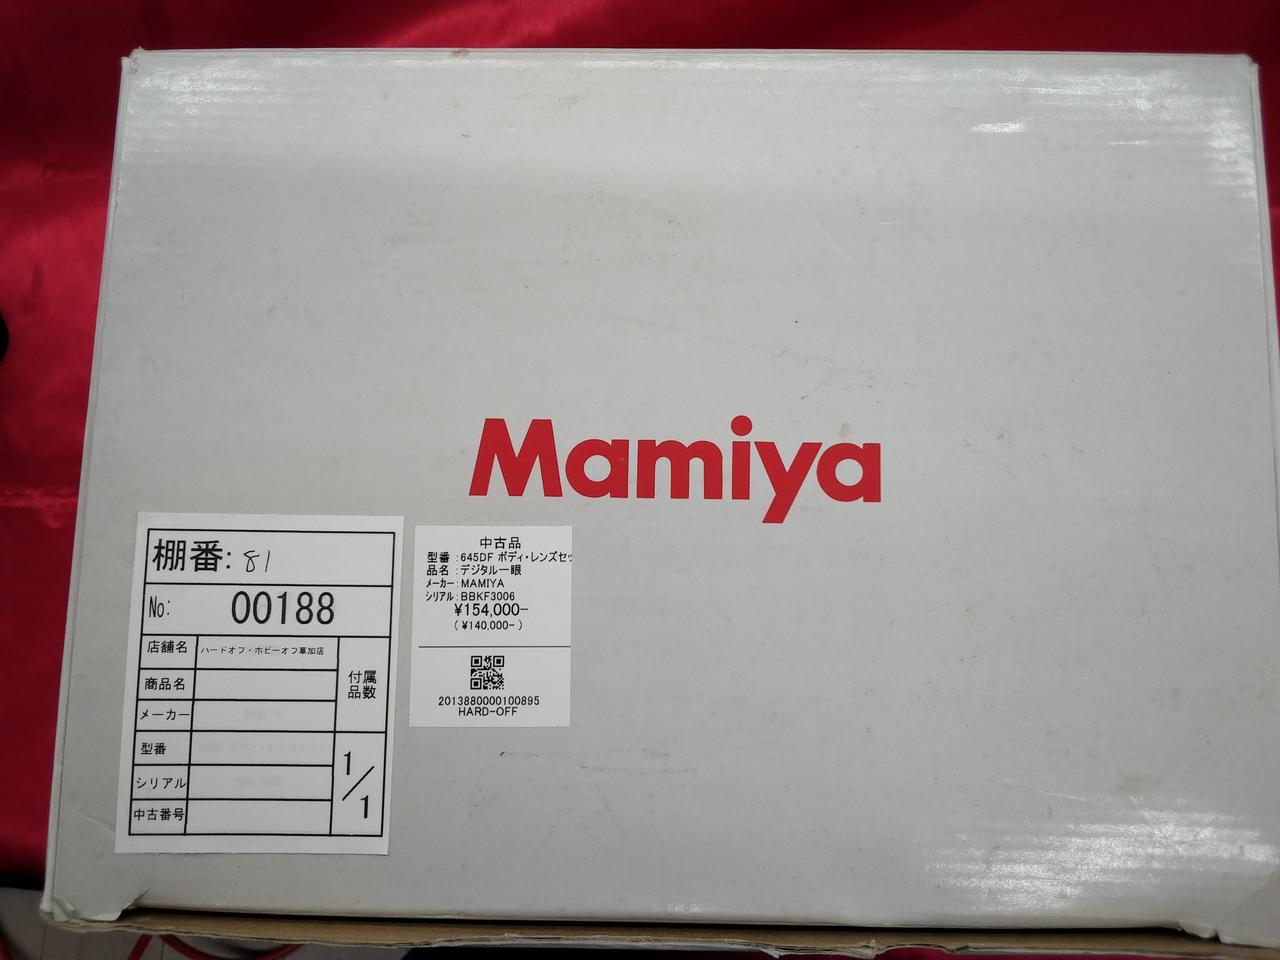 Mamiya
棚番: 81
No: 00188
店舗名 ハードオフ・ホビーオフ草加店
商品名
メーカー
型番
シリアル
中古番号
付属品数
1/1
中古品
型番 :645DF ボディ・レンズセッ
品名 :デジタル一眼
メーカー:MAMIYA
シリアル:BBKF3006
¥154,000-
(¥140,000-)
2013880000100895
HARD-OFF